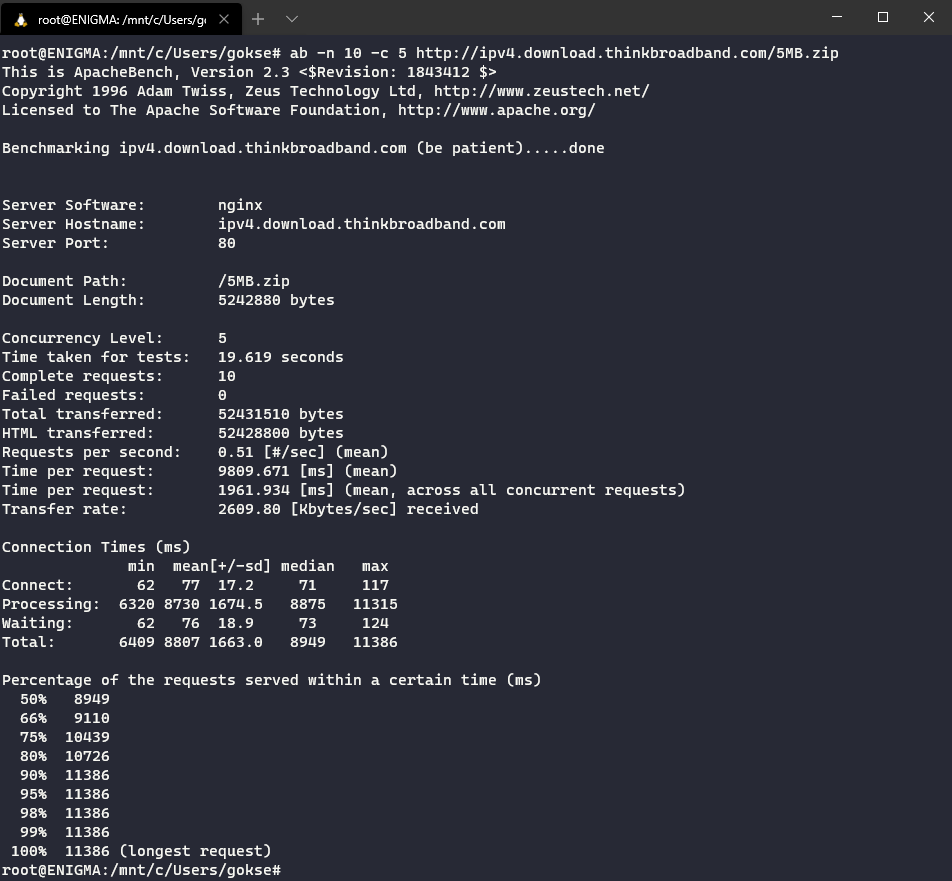 root@ENIGMA: /mnt/c/Users/g
root@ENIGMA:/mnt/c/Users/gokse# ab -n 10 -c 5 http://ipv4.download.thinkbroadband.com/5MB.zip
This is ApacheBench, Version 2.3 <$Revision: 1843412 $>
Copyright 1996 Adam Twiss, Zeus Technology Ltd, http://www.zeustech.net/
Licensed to The Apache Software Foundation, http://www.apache.org/

Benchmarking ipv4.download.thinkbroadband.com (be patient).....done


Server Software:        nginx
Server Hostname:        ipv4.download.thinkbroadband.com
Server Port:            80

Document Path:          /5MB.zip
Document Length:        5242880 bytes

Concurrency Level:      5
Time taken for tests:   19.619 seconds
Complete requests:      10
Failed requests:        0
Total transferred:      52431510 bytes
HTML transferred:       52428800 bytes
Requests per second:    0.51 [#/sec] (mean)
Time per request:       9809.671 [ms] (mean)
Time per request:       1961.934 [ms] (mean, across all concurrent requests)
Transfer rate:          2609.80 [Kbytes/sec] received

Connection Times (ms)
              min  mean[+/-sd] median   max
Connect:       62   77  17.2     71     117
Processing:  6320 8730 1674.5   8875   11315
Waiting:       62   76  18.9     73     124
Total:       6409 8807 1663.0   8949   11386

Percentage of the requests served within a certain time (ms)
  50%   8949
  66%   9110
  75%  10439
  80%  10726
  90%  11386
  95%  11386
  98%  11386
  99%  11386
 100%  11386 (longest request)
root@ENIGMA:/mnt/c/Users/gokse#